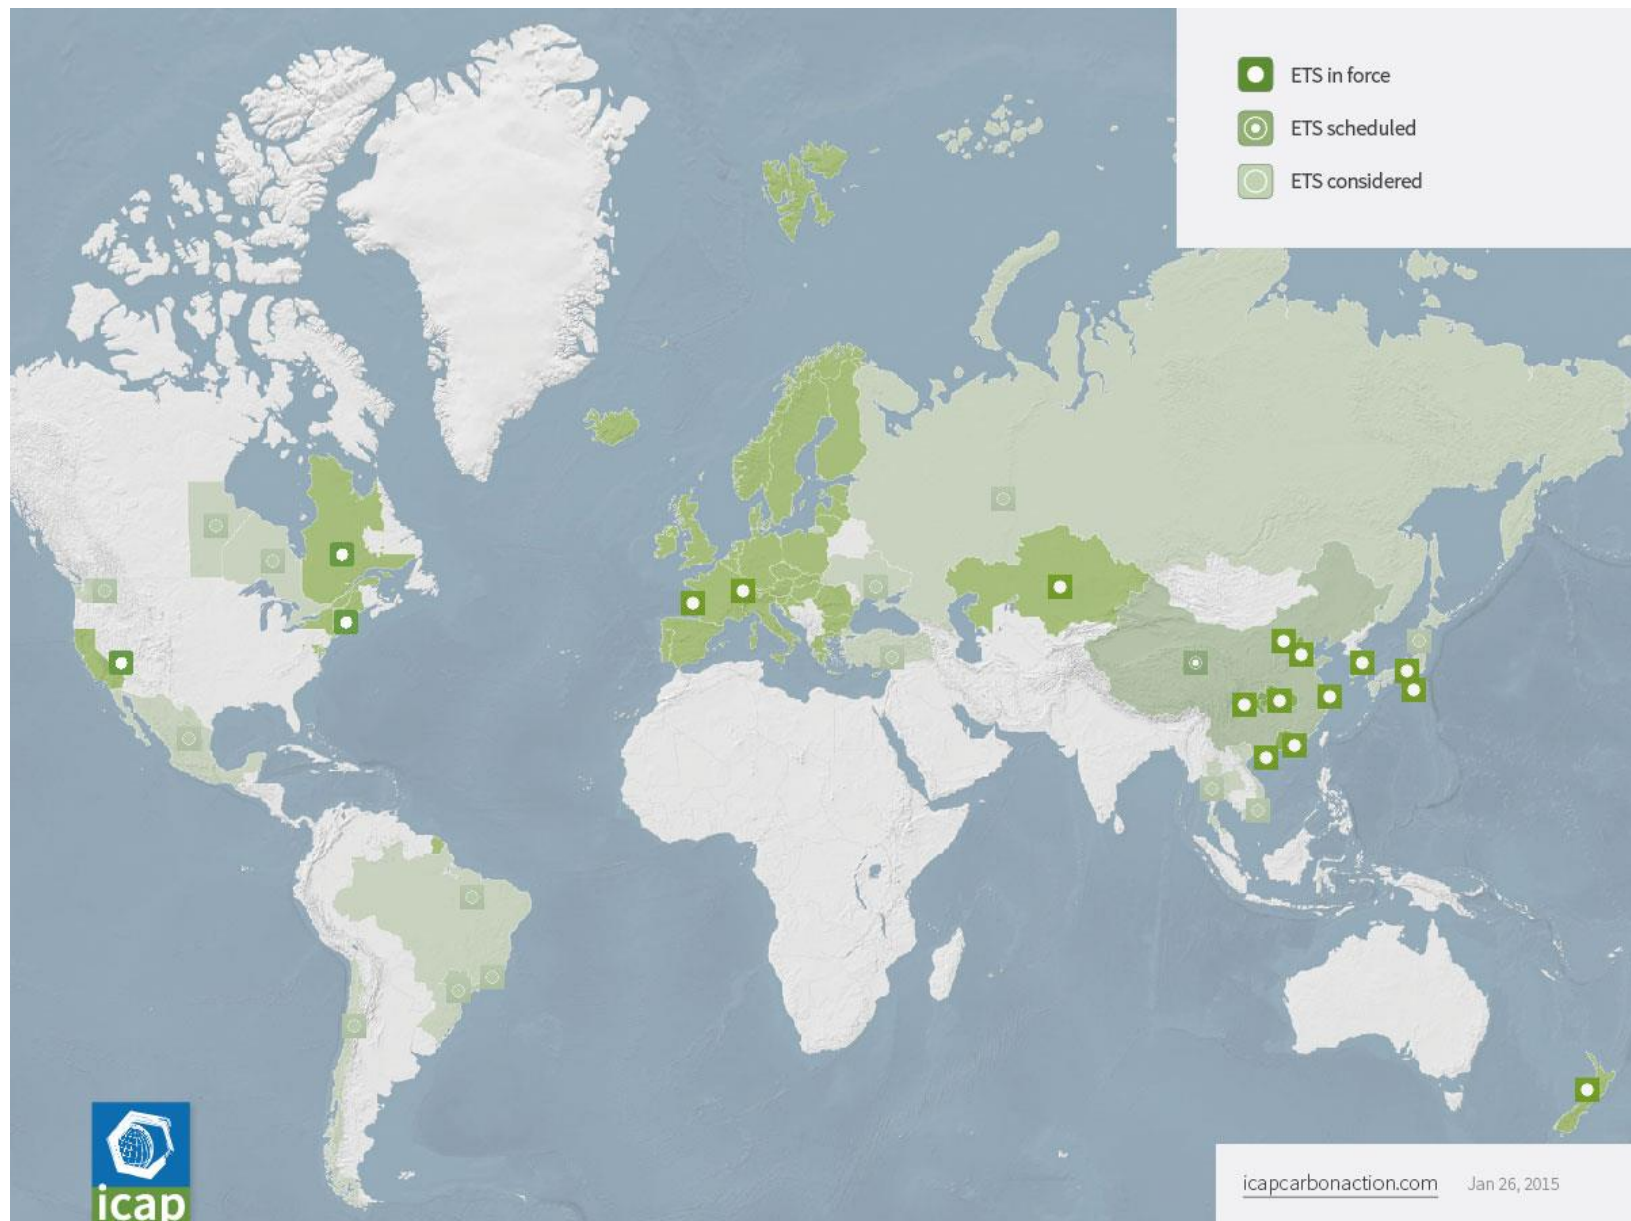 ETS in force
ETS scheduled
ETS considered
icapcarbonaction.com Jan 26, 2015
icap